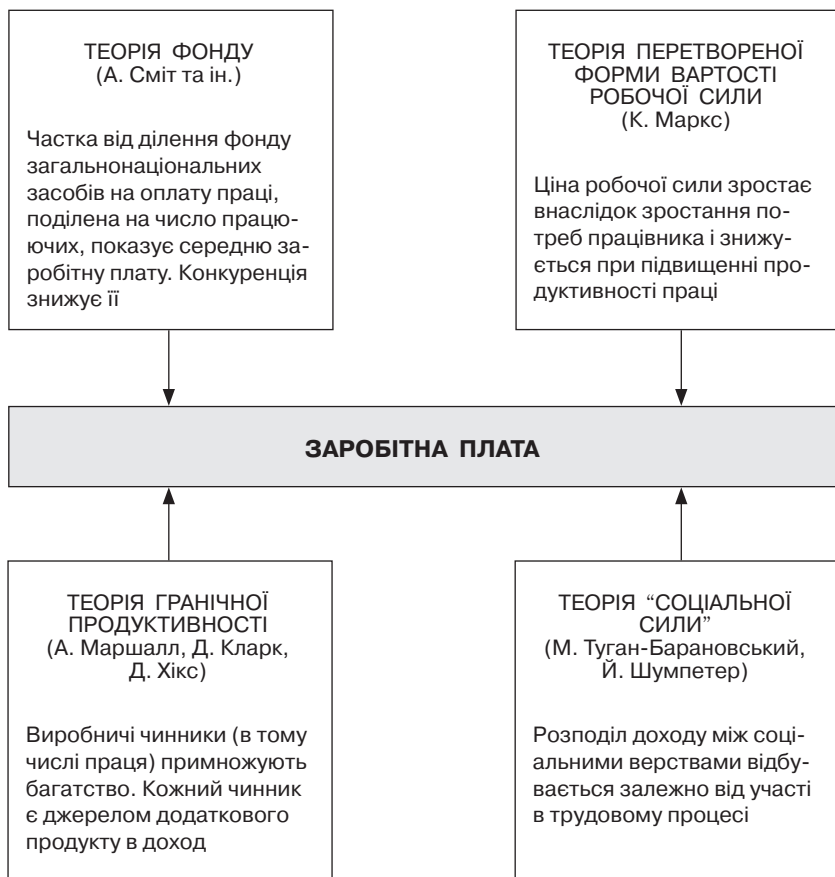 ТЕОРІЯ ФОНДУ
(А. Сміт та ін.)
Частка від ділення фонду
загальнонаціональних
засобів на оплату праці,
поділена на число працю-
ючих, показує середню за-
робітну плату. Конкуренція
знижує її
ТЕОРІЯ ПЕРЕТВОРЕНОЇ
ФОРМИ ВАРТОСТІ
РОБОЧОЇ СИЛИ
(К. Маркс)
Ціна робочої сили зростає
внаслідок зростання по-
треб працівника і знижу-
ється при підвищенні про-
дуктивності праці
ЗАРОБІТНА ПЛАТА
ТЕОРІЯ ГРАНІЧНОЇ
ПРОДУКТИВНОСТІ
(А. Маршалл, Д. Кларк,
Д. Хікс)
Виробничі чинники (в тому
числі праця) примножують
багатство. Кожний чинник
є джерелом додаткового
продукту в доход
ТЕОРІЯ “СОЦІАЛЬНОЇ
СИЛИ”
(М. Туган-Барановський,
Й. Шумпетер)
Розподіл доходу між соці-
альними верствами відбу-
вається залежно від участі
в трудовому процесі